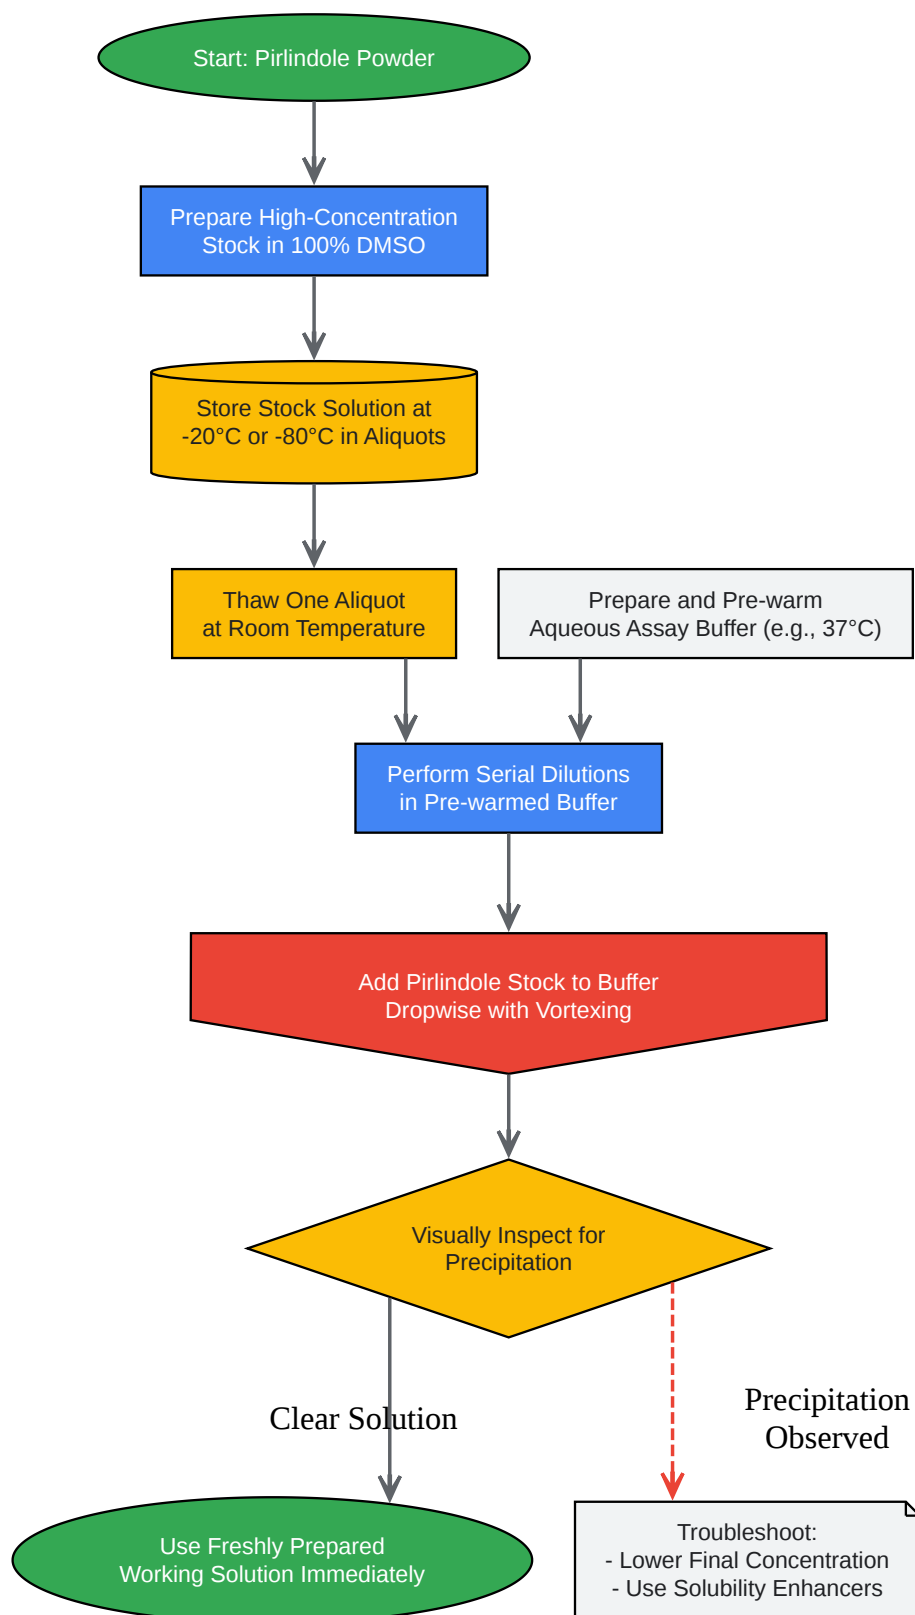 Start: Pirlindole Powder
Prepare High-Concentration
Stock in 100% DMSO
Store Stock Solution at
-20°C or -80°C in Aliquots
Thaw One Aliquot
at Room Temperature
Prepare and Pre-warm
Aqueous Assay Buffer (e.g., 37°C)
Perform Serial Dilutions
in Pre-warmed Buffer
Add Pirlindole Stock to Buffer
Dropwise with Vortexing
Visually Inspect for
Precipitation
Clear Solution
Precipitation
Observed
Use Freshly Prepared
Working Solution Immediately
Troubleshoot:
- Lower Final Concentration
- Use Solubility Enhancers